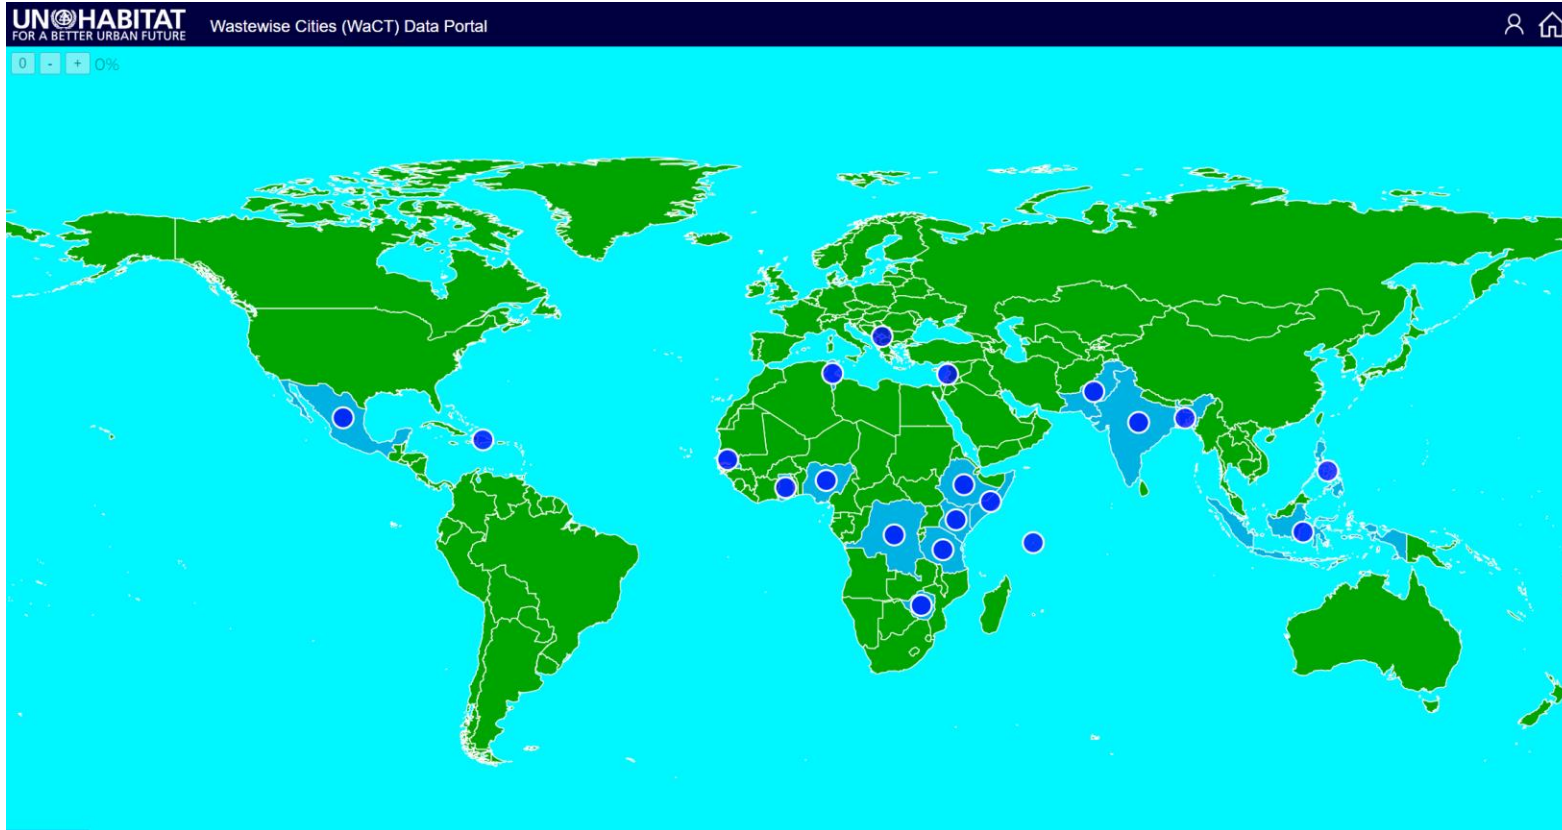 UN HABITAT
FOR A BETTER URBAN FUTURE
Wastewise Cities (WaCT) Data Portal
0 - + 0%